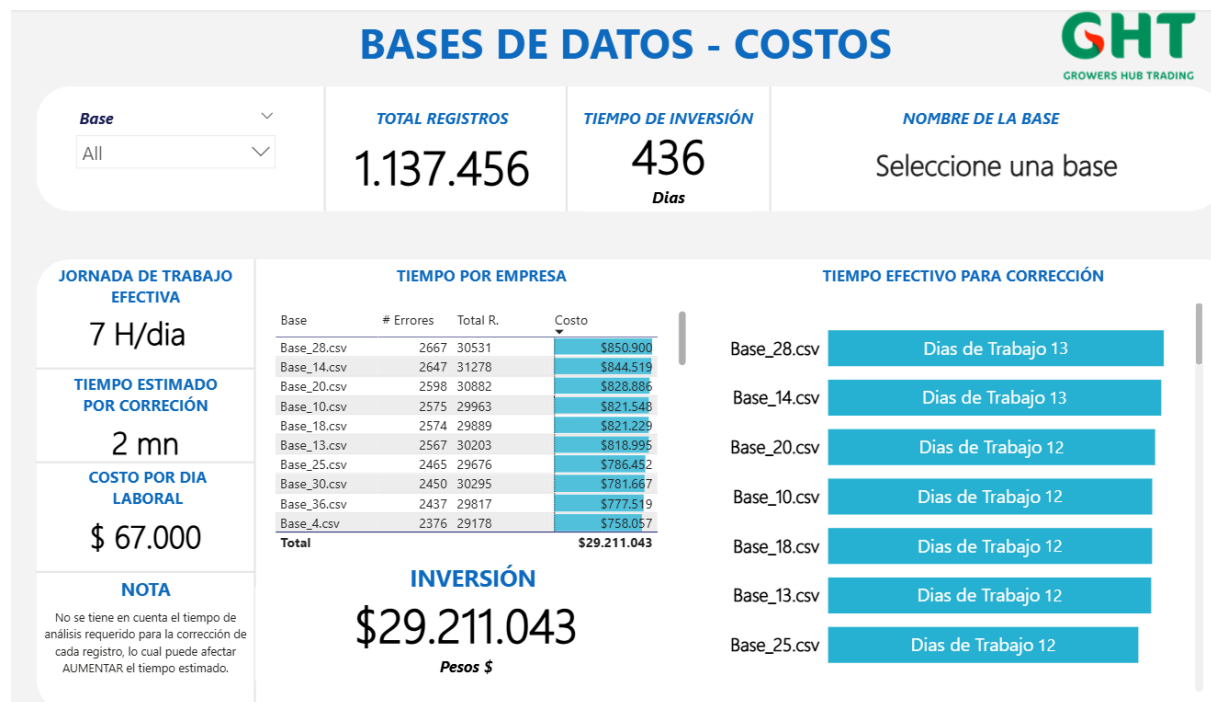 BASES DE DATOS - COSTOS
GHT
GROWERS HUB TRADING
Base
All
TOTAL REGISTROS
1.137.456
TIEMPO DE INVERSIÓN
436
Dias
NOMBRE DE LA BASE
Seleccione una base
JORNADA DE TRABAJO
EFECTIVA
7 H/dia
TIEMPO ESTIMADO
POR CORRECIÓN
2 mn
COSTO POR DIA
LABORAL
$ 67.000
NOTA
No se tiene en cuenta el tiempo de
análisis requerido para la corrección de
cada registro, lo cual puede afectar
AUMENTAR el tiempo estimado.
TIEMPO POR EMPRESA
Base # Errores Total R. Costo
Base_28.csv 2667 30531 $850.900
Base_14.csv 2647 31278 $844.519
Base_20.csv 2598 30882 $828.886
Base_10.csv 2575 29963 $821.548
Base_18.csv 2574 29889 $821.229
Base_13.csv 2567 30203 $818.995
Base_25.csv 2465 29676 $786.452
Base_30.csv 2450 30295 $781.667
Base_36.csv 2437 29817 $777.519
Base_4.csv 2376 29178 $758.057
Total $29.211.043
INVERSIÓN
$29.211.043
Pesos $
TIEMPO EFECTIVO PARA CORRECCIÓN
Base_28.csv Dias de Trabajo 13
Base_14.csv Dias de Trabajo 13
Base_20.csv Dias de Trabajo 12
Base_10.csv Dias de Trabajo 12
Base_18.csv Dias de Trabajo 12
Base_13.csv Dias de Trabajo 12
Base_25.csv Dias de Trabajo 12